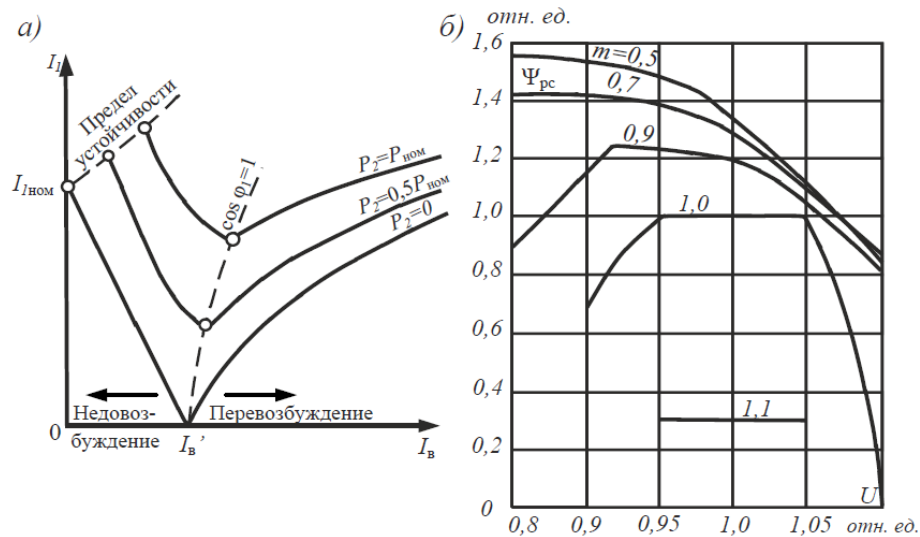 а)
I1
Предел
устойчивости
I1ном
cos φ1=1
P2=Pном
P2=0,5Pном
P2=0
Недовоз-
буждение
Перевозбуждение
0
Iв’
Iв
б)
отн. ед.
1,6
1,4
1,2
1,0
0,8
0,6
0,4
0,2
0
Ψрс
m=0,5
0,7
0,9
1,0
1,1
U
0,8
0,9
0,95
1,0
1,05
отн. ед.